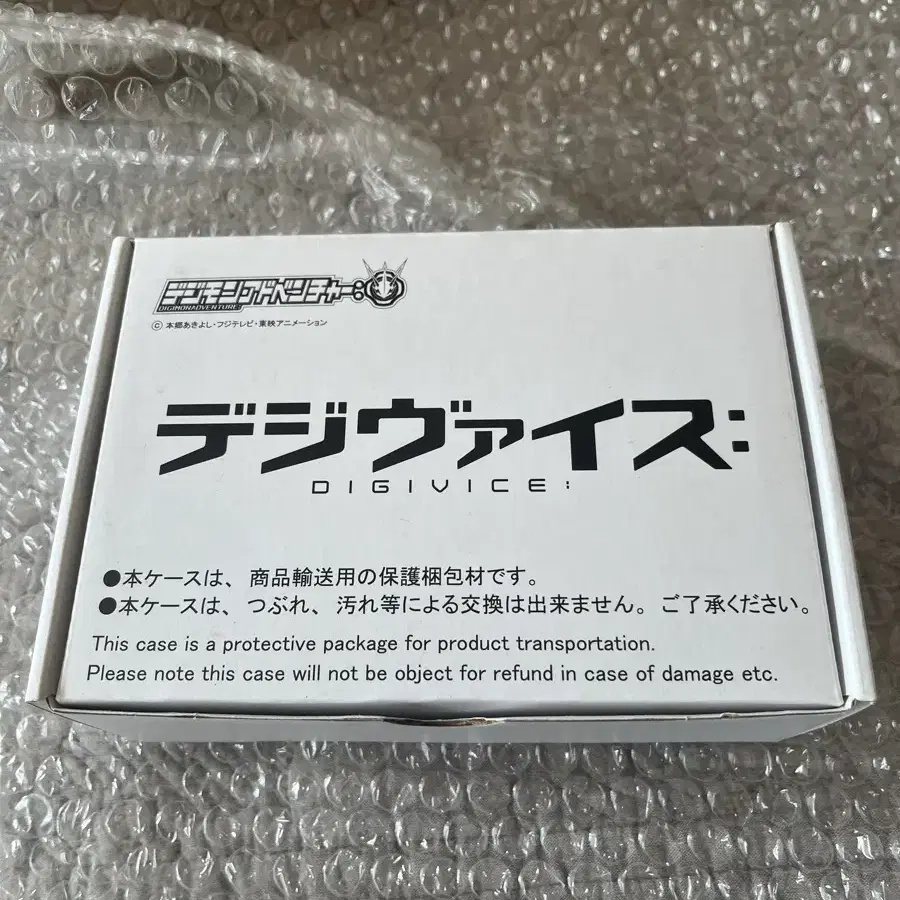 デジモンアドベンチャー:
DIGIMONADVENTURE:
© 本郷あきよし・フジテレビ・東映アニメーション
デジヴァイス:
DIGIVICE:
●本ケースは、商品輸送用の保護梱包材です。
●本ケースは、つぶれ、汚れ等による交換は出来ません。ご了承ください。
This case is a protective package for product transportation.
Please note this case will not be object for refund in case of damage etc.